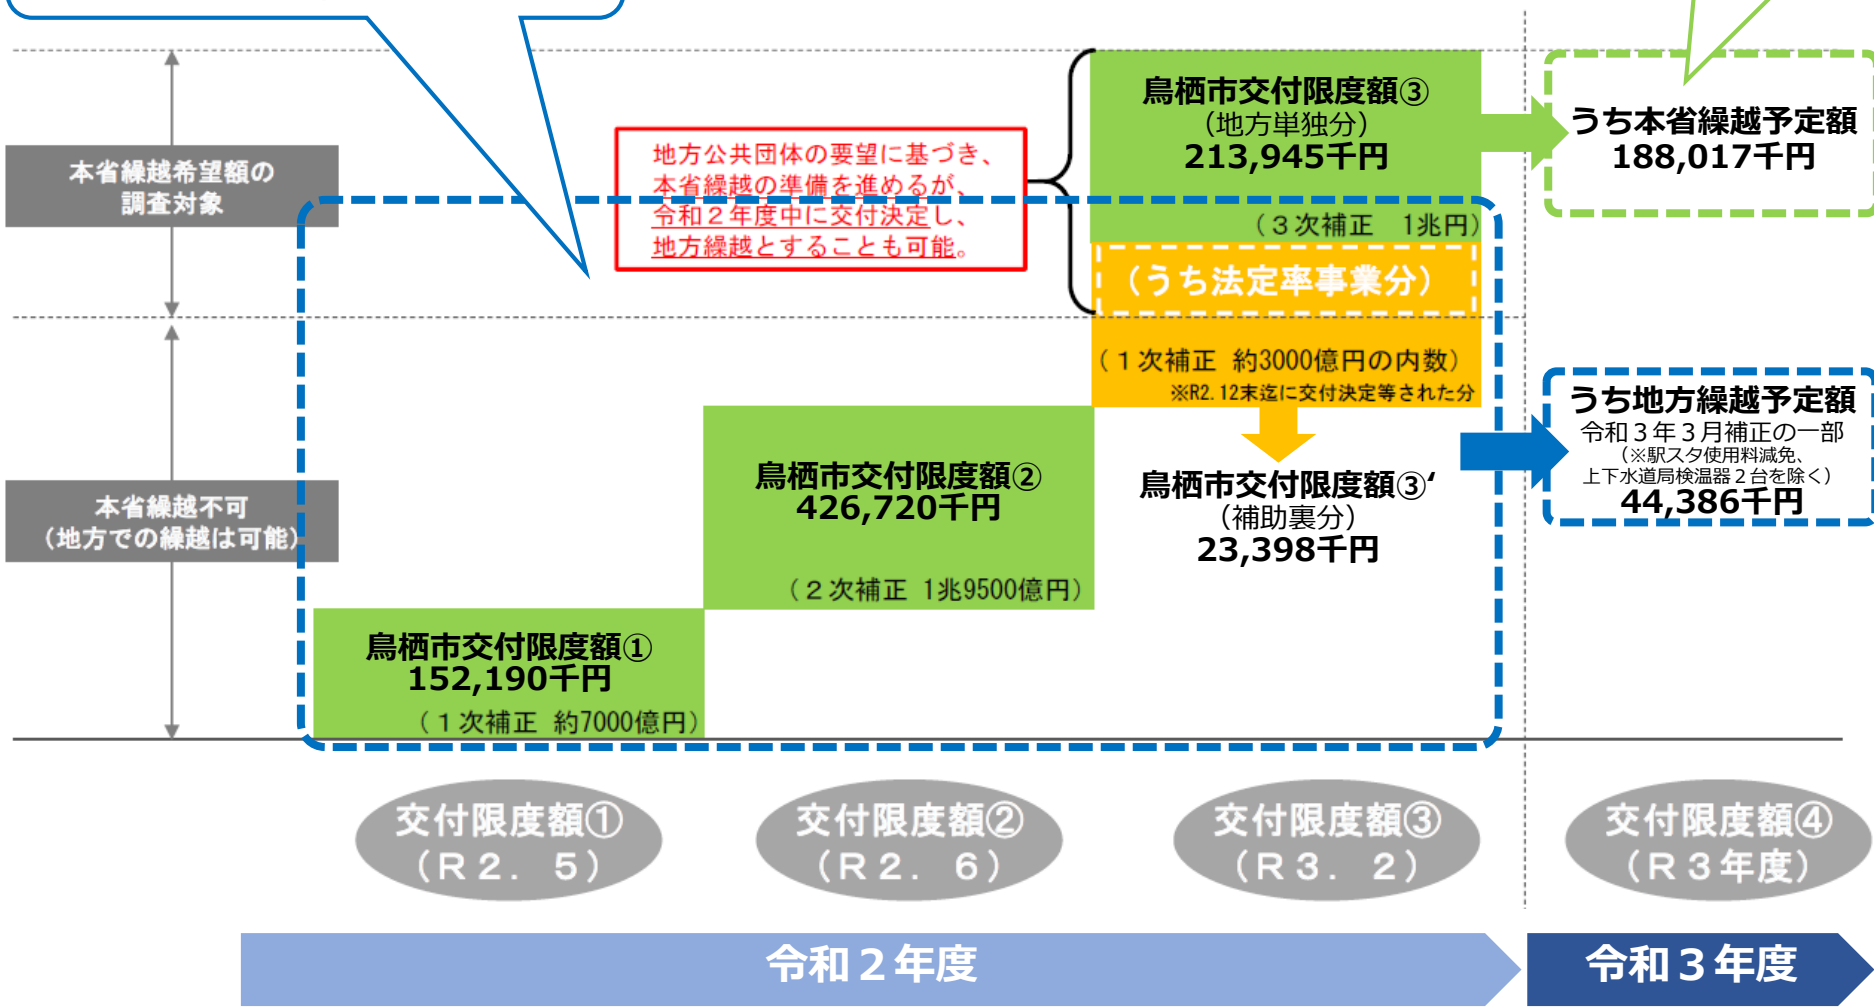 本省繰越希望額の
調査対象
地方公共団体の要望に基づき、
本省繰越の準備を進めるが、
令和２年度中に交付決定し、
地方繰越とすることも可能。
鳥栖市交付限度額③
（地方単独分）
213,945千円
（３次補正　1兆円）
（うち法定率事業分）
（１次補正 約3000億円の内数）
※R2.12末迄に交付決定等された分
うち本省繰越予定額
188,017千円
本省繰越不可
（地方での繰越は可能）
鳥栖市交付限度額②
426,720千円
（２次補正 1兆9500億円）
鳥栖市交付限度額③‘
（補助裏分）
23,398千円
うち地方繰越予定額
令和３年３月補正の一部
（※駅スタ使用料減免、
上下水道局検温器２台を除く）
44,386千円
鳥栖市交付限度額①
152,190千円
（１次補正 約7000億円）
交付限度額①
（Ｒ２．５）
交付限度額②
（Ｒ２．６）
交付限度額③
（Ｒ３．２）
交付限度額④
（Ｒ３年度）
令和２年度
令和３年度